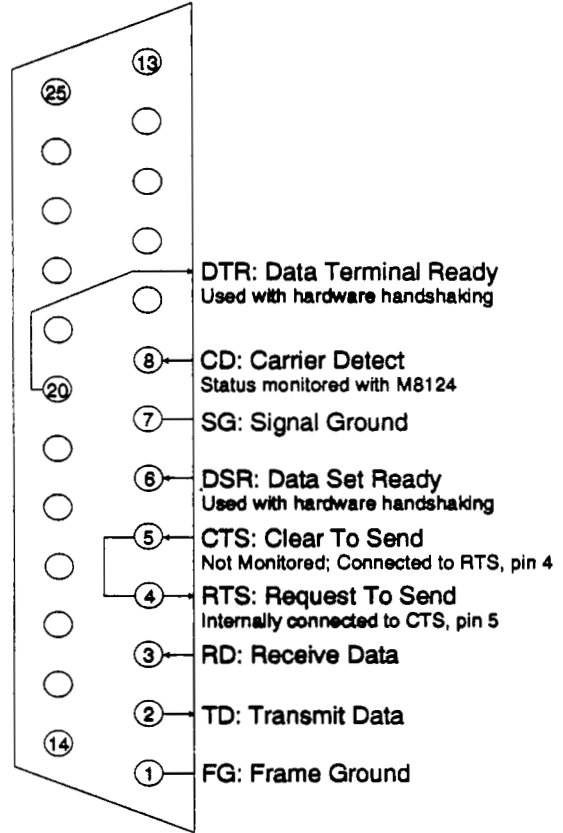 13
25
DTR: Data Terminal Ready
Used with hardware handshaking
8 CD: Carrier Detect
Status monitored with M8124
20
7 SG: Signal Ground
6 DSR: Data Set Ready
Used with hardware handshaking
5 CTS: Clear To Send
Not Monitored; Connected to RTS, pin 4
4 RTS: Request To Send
Internally connected to CTS, pin 5
3 RD: Receive Data
2 TD: Transmit Data
14
1 FG: Frame Ground